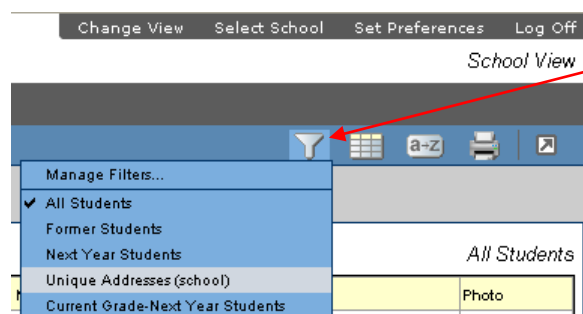 Change View Select School Set Preferences Log Off
School View
a-z
Manage Filters...
All Students
Former Students
Next Year Students
All Students
Unique Addresses (school)
Photo
Current Grade-Next Year Students